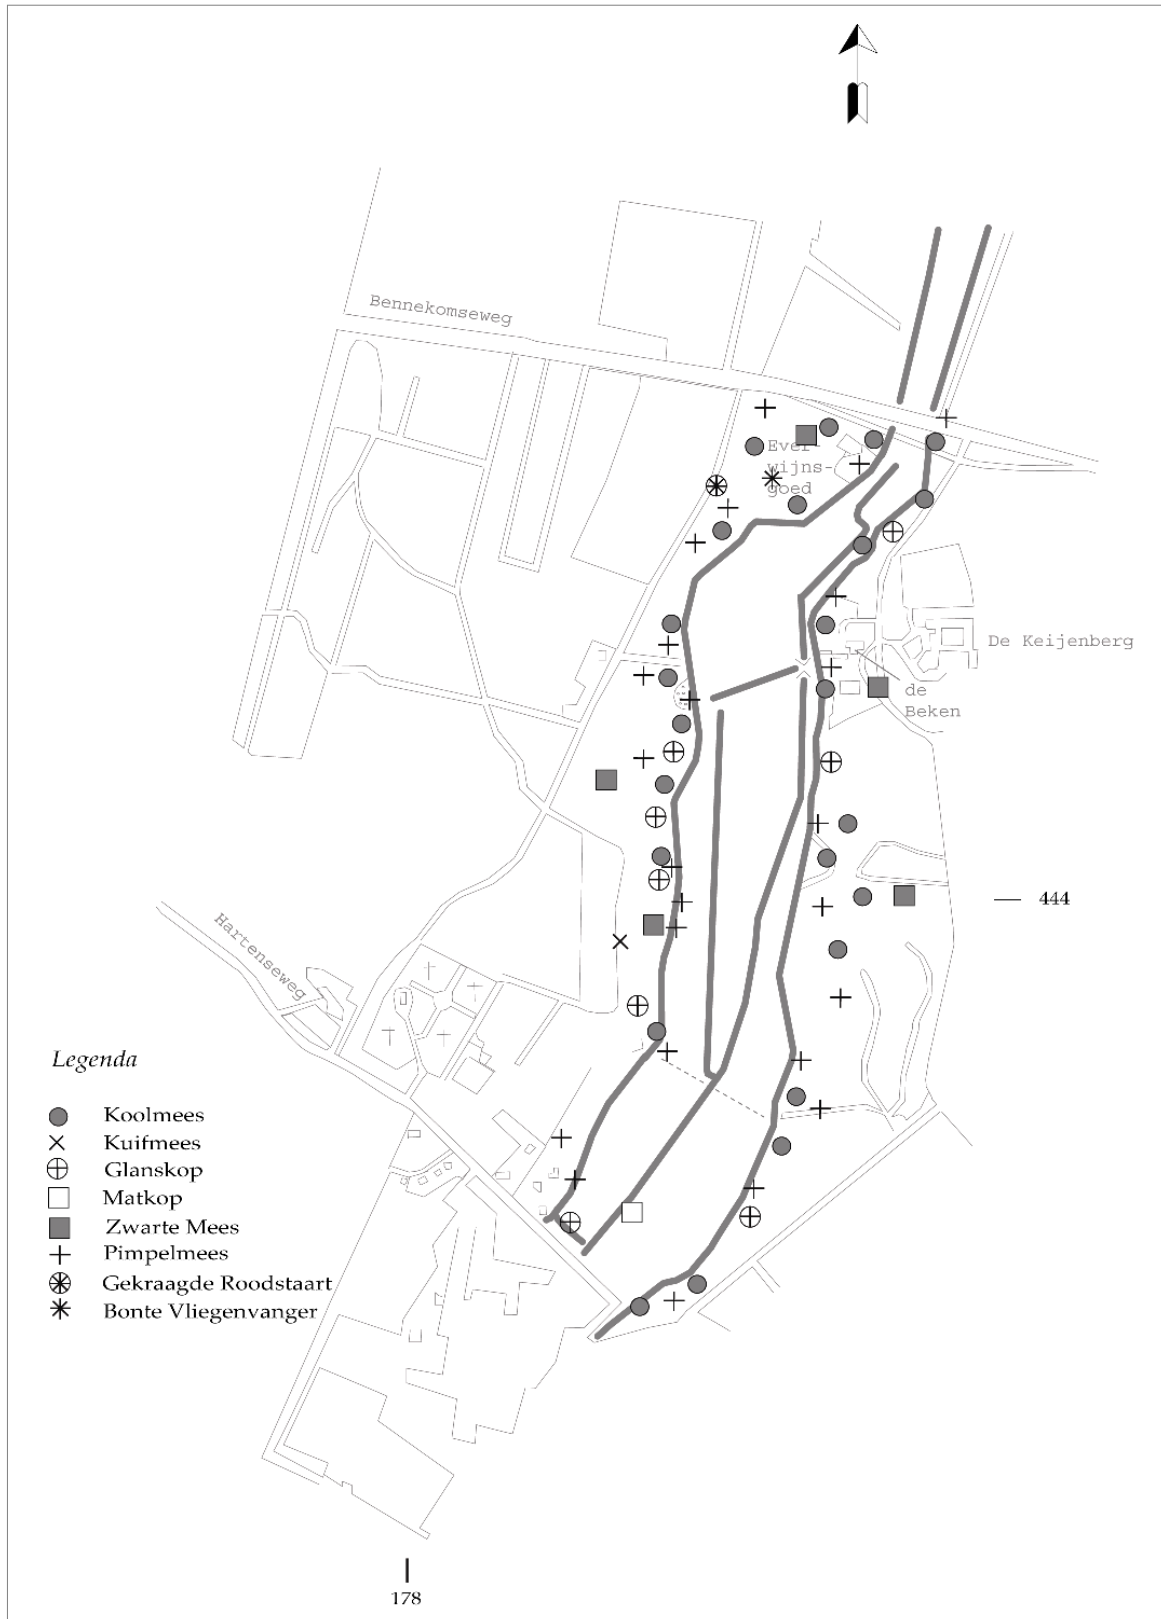 Bennekomseweg
Ever-
wijns-
goed
De Keijenberg
de
Beken
444
Hartenseweg
Legenda
Koolmees
Kuifmees
Glanskop
Matkop
Zwarte Mees
Pimpelmees
Gekraagde Roodstaart
Bonte Vliegenvanger
178